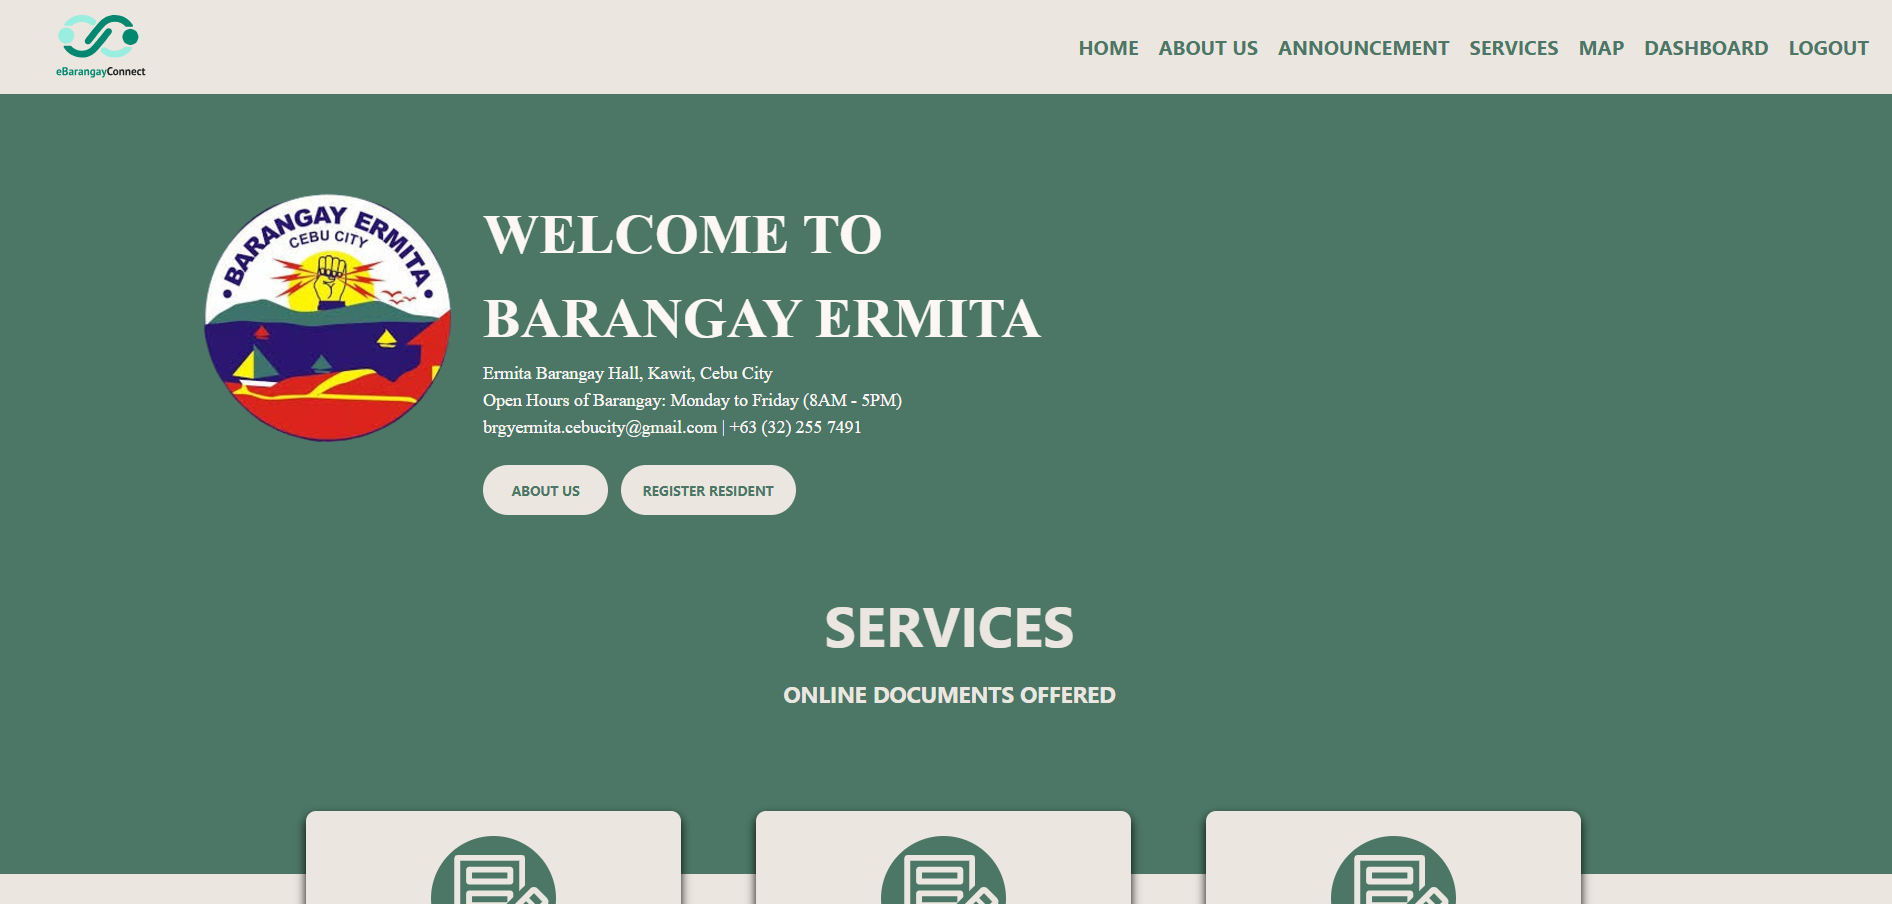 eBarangayConnect
HOME ABOUT US ANNOUNCEMENT SERVICES MAP DASHBOARD LOGOUT
BARANGAY ERMITA
CEBU CITY
WELCOME TO
BARANGAY ERMITA
Ermita Barangay Hall, Kawit, Cebu City
Open Hours of Barangay: Monday to Friday (8AM - 5PM)
brgyermita.cebucity@gmail.com | +63 (32) 255 7491
ABOUT US
REGISTER RESIDENT
SERVICES
ONLINE DOCUMENTS OFFERED